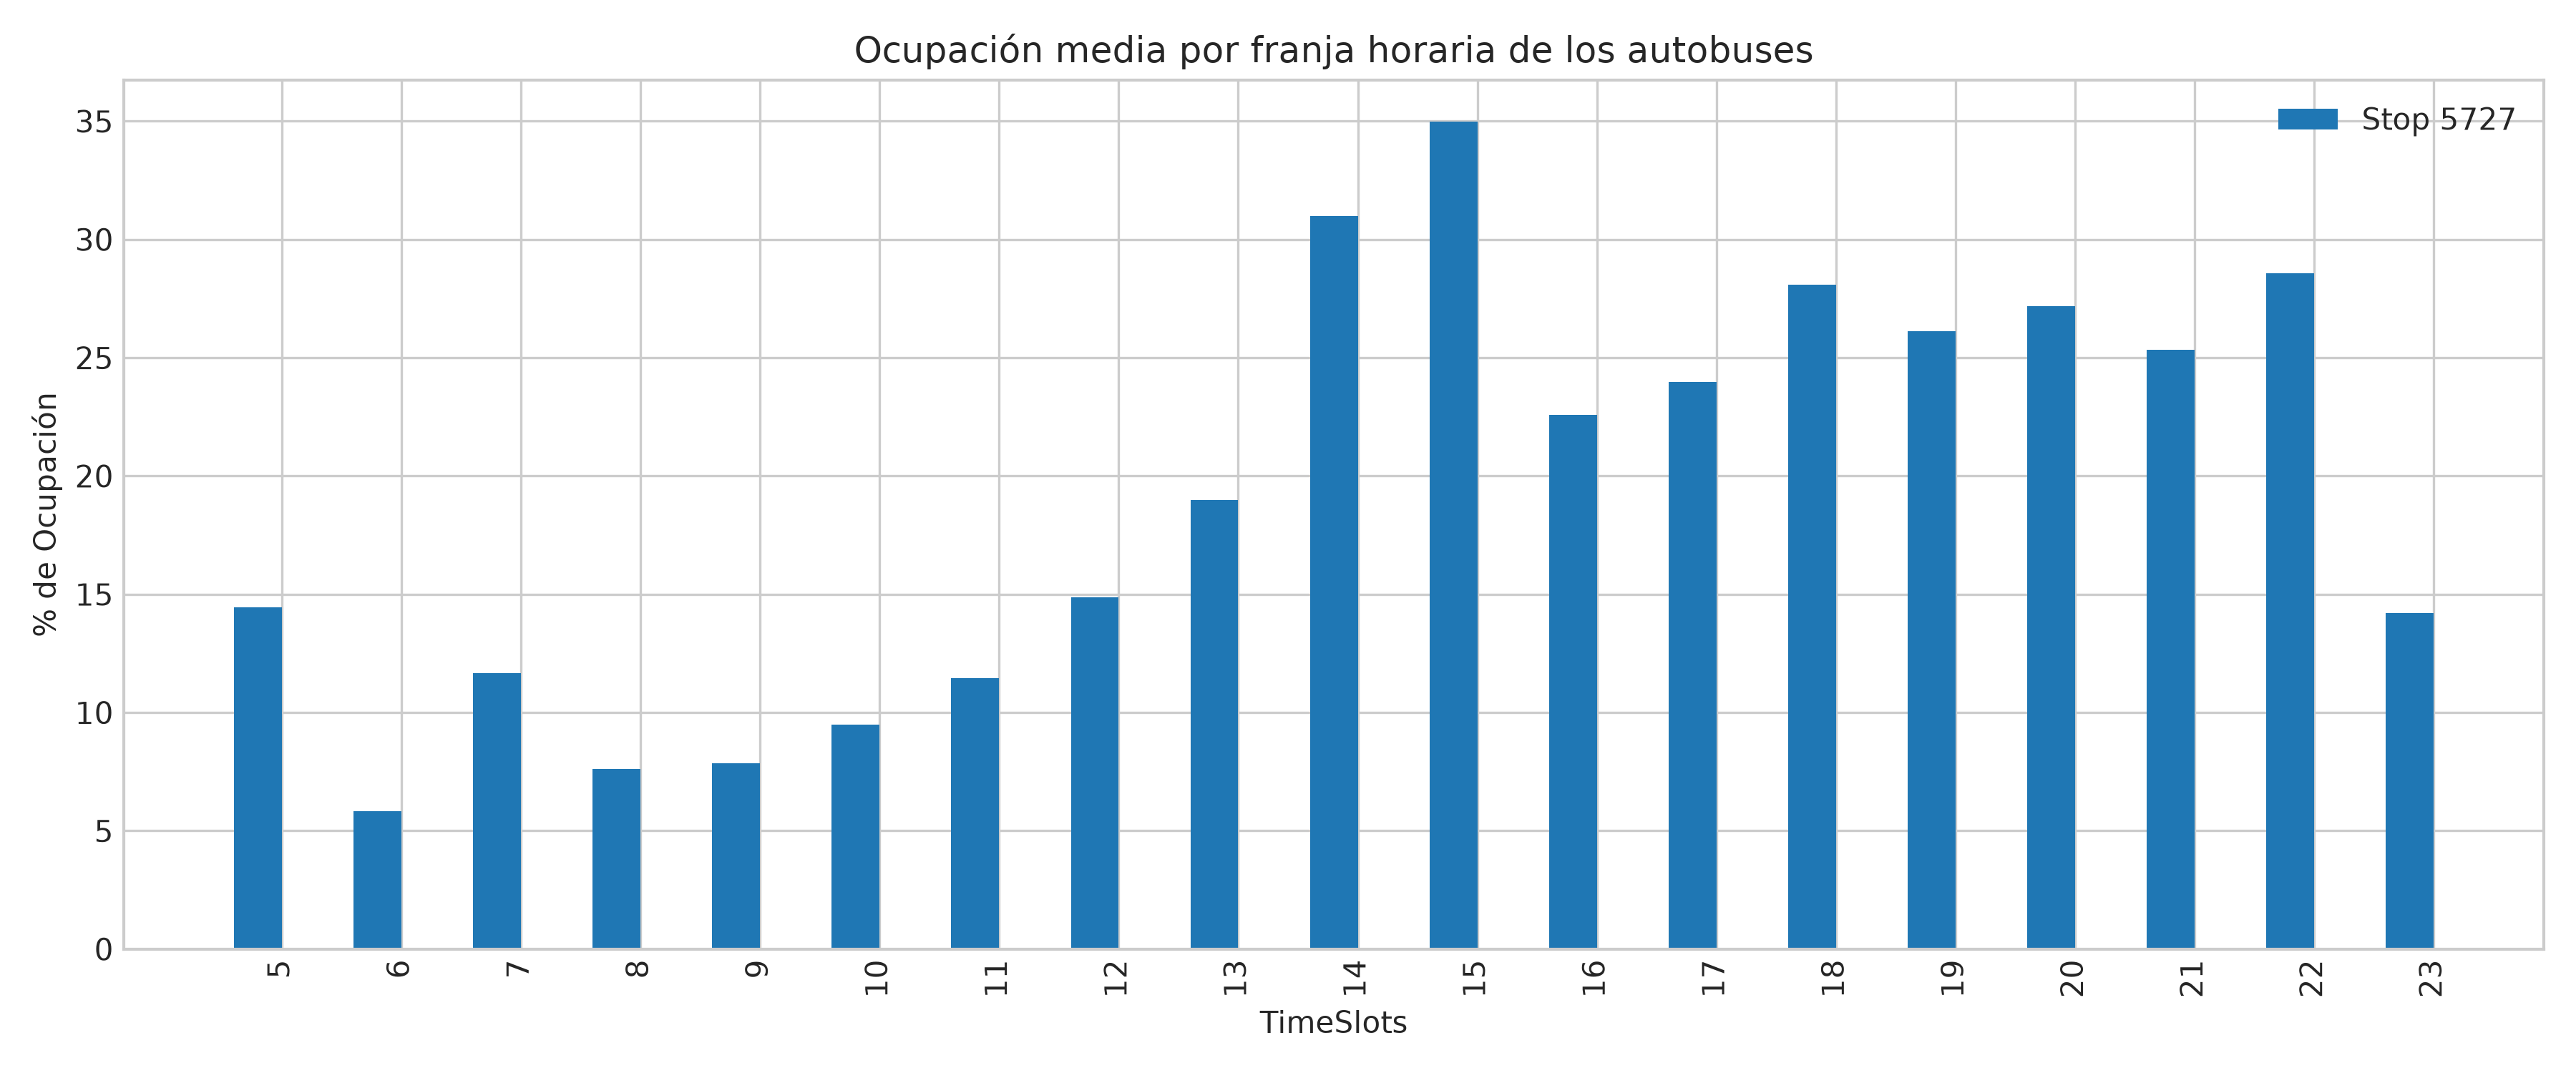 Ocupación media por franja horaria de los autobuses
Stop 5727
% de Ocupación
35
30
25
20
15
10
5
0
5 6 7 8 9 10 11 12 13 14 15 16 17 18 19 20 21 22 23
TimeSlots